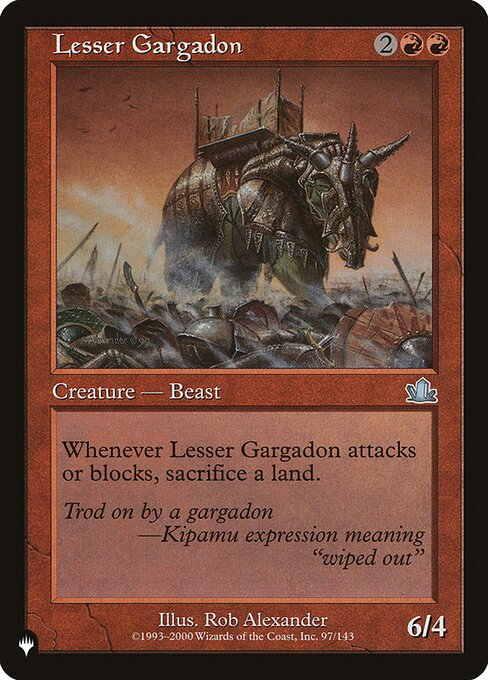 Lesser Gargadon 2
Creature — Beast
Whenever Lesser Gargadon attacks
or blocks, sacrifice a land.
Trod on by a gargadon
—Kipamu expression meaning
“wiped out”
Illus. Rob Alexander
©1993–2000 Wizards of the Coast, Inc. 97/143
6/4